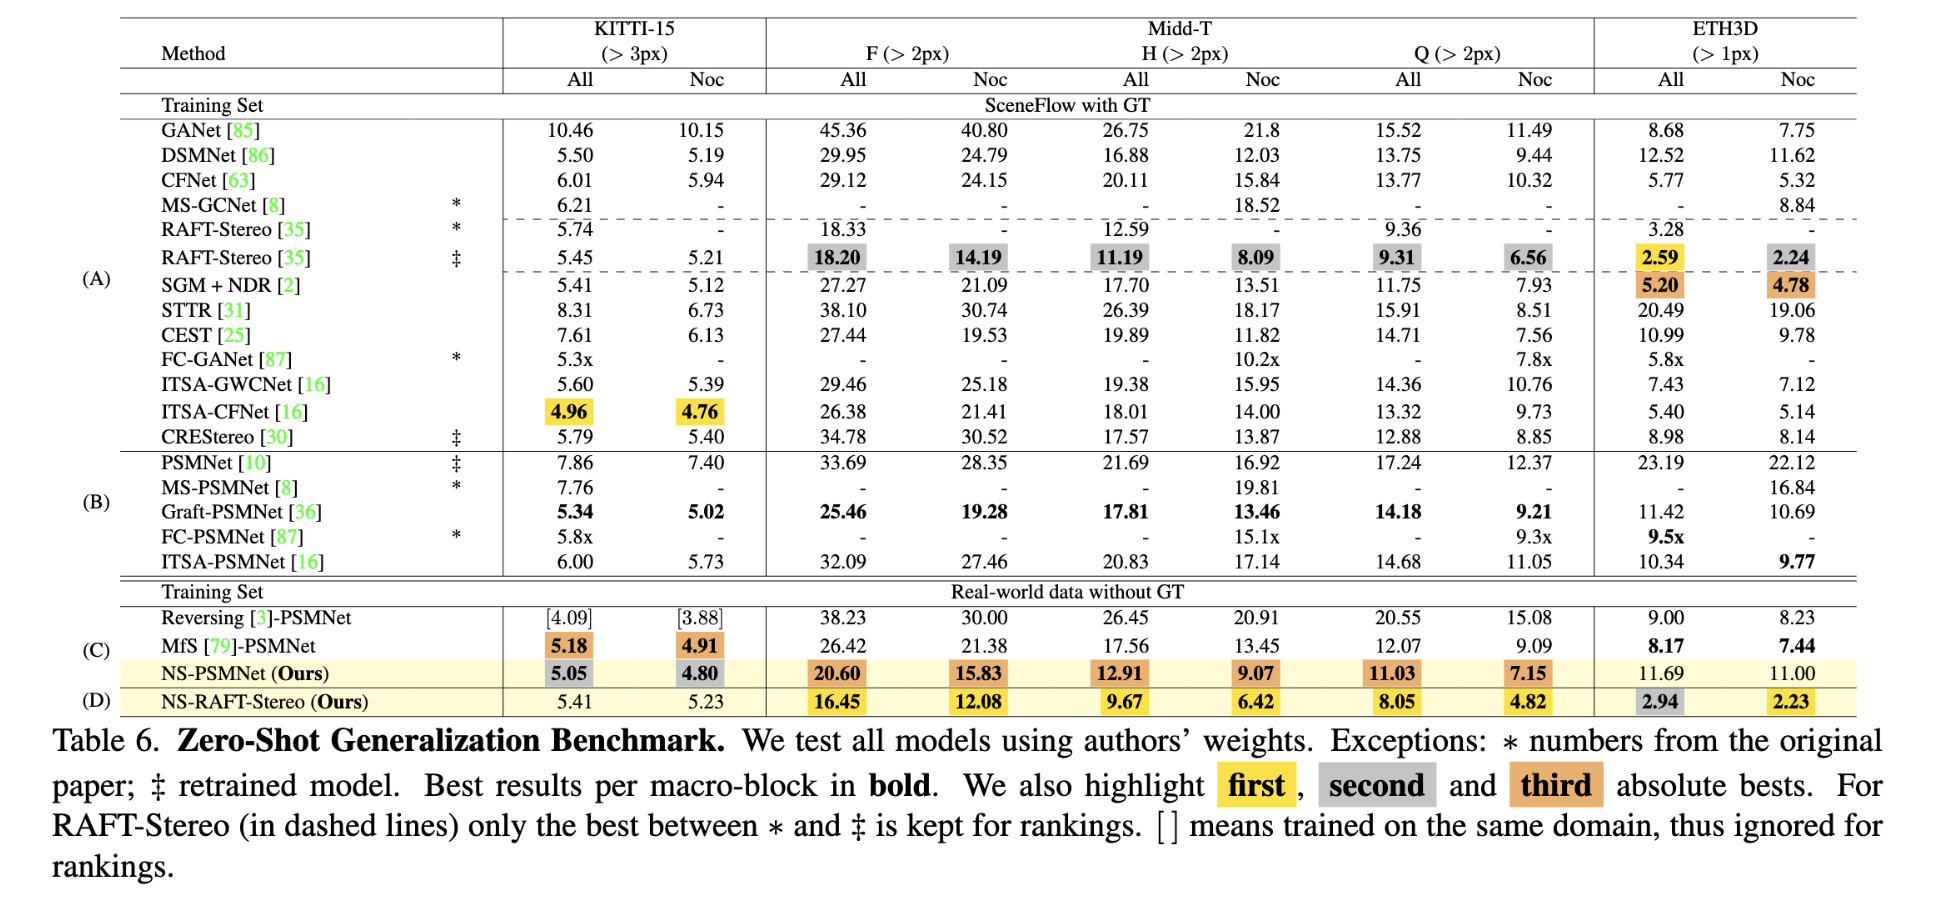 KITTI-15 Midd-T ETH3D
Method (> 3px) F (> 2px) H (> 2px) Q (> 2px) (> 1px)
All Noc All Noc All Noc All Noc All Noc
Training Set SceneFlow with GT
GANet [85] 10.46 10.15 45.36 40.80 26.75 21.8 15.52 11.49 8.68 7.75
DSMNet [86] 5.50 5.19 29.95 24.79 16.88 12.03 13.75 9.44 12.52 11.62
CFNet [63] 6.01 5.94 29.12 24.15 20.11 15.84 13.77 10.32 5.77 5.32
MS-GCNet [8] * 6.21 - - - - 18.52 - - - 8.84
RAFT-Stereo [35] * 5.74 - 18.33 - 12.59 - 9.36 - 3.28 -
RAFT-Stereo [35] ‡ 5.45 5.21 18.20 14.19 11.19 8.09 9.31 6.56 2.59 2.24
(A)
SGM + NDR [2] 5.41 5.12 27.27 21.09 17.70 13.51 11.75 7.93 5.20 4.78
STTR [31] 8.31 6.73 38.10 30.74 26.39 18.17 15.91 8.51 20.49 19.06
CEST [25] 7.61 6.13 27.44 19.53 19.89 11.82 14.71 7.56 10.99 9.78
FC-GANet [87] * 5.3x - - - - 10.2x - 7.8x 5.8x -
ITSA-GWCNet [16] 5.60 5.39 29.46 25.18 19.38 15.95 14.36 10.76 7.43 7.12
ITSA-CFNet [16] 4.96 4.76 26.38 21.41 18.01 14.00 13.32 9.73 5.40 5.14
CREStereo [30] ‡ 5.79 5.40 34.78 30.52 17.57 13.87 12.88 8.85 8.98 8.14
PSMNet [10] ‡ 7.86 7.40 33.69 28.35 21.69 16.92 17.24 12.37 23.19 22.12
MS-PSMNet [8] * 7.76 - - - - 19.81 - - - 16.84
(B)
Graft-PSMNet [36] 5.34 5.02 25.46 19.28 17.81 13.46 14.18 9.21 11.42 10.69
FC-PSMNet [87] * 5.8x - - - - 15.1x - 9.3x 9.5x -
ITSA-PSMNet [16] 6.00 5.73 32.09 27.46 20.83 17.14 14.68 11.05 10.34 9.77
Training Set Real-world data without GT
Reversing [3]-PSMNet [4.09] [3.88] 38.23 30.00 26.45 20.91 20.55 15.08 9.00 8.23
(C) MfS [79]-PSMNet 5.18 4.91 26.42 21.38 17.56 13.45 12.07 9.09 8.17 7.44
NS-PSMNet (Ours) 5.05 4.80 20.60 15.83 12.91 9.07 11.03 7.15 11.69 11.00
(D) NS-RAFT-Stereo (Ours) 5.41 5.23 16.45 12.08 9.67 6.42 8.05 4.82 2.94 2.23
Table 6. Zero-Shot Generalization Benchmark. We test all models using authors' weights. Exceptions: * numbers from the original
paper; ‡ retrained model. Best results per macro-block in bold. We also highlight first , second and third absolute bests. For
RAFT-Stereo (in dashed lines) only the best between * and ‡ is kept for rankings. [ ] means trained on the same domain, thus ignored for
rankings.